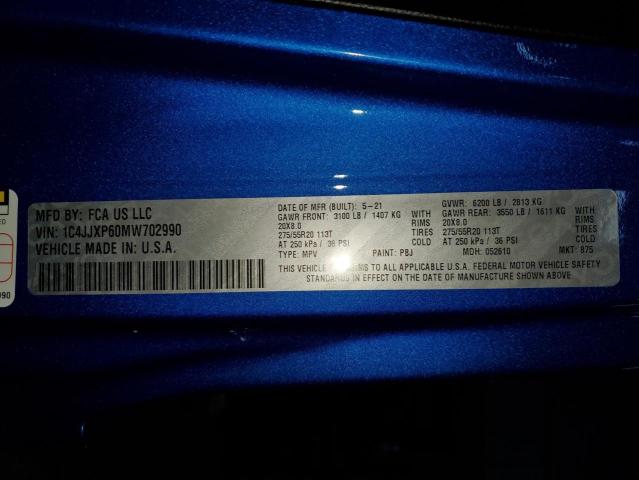 MFD BY: FCA US LLC
VIN: 1C4JJXP60MW702990
VEHICLE MADE IN: U.S.A.
DATE OF MFR (BUILT): 5-21
GVWR: 6200 LB / 2813 KG
GAWR FRONT: 3100 LB / 1407 KG WITH
GAWR REAR: 3550 LB / 1611 KG WITH
20X8.0 RIMS
20X8.0 RIMS
275/55R20 113T TIRES
275/55R20 113T TIRES
AT 250 kPa / 36 PSI COLD
AT 250 kPa / 36 PSI COLD
TYPE: MPV PAINT: PBJ MDH: 052610 MKT: 875
THIS VEHICLE CONFORMS TO ALL APPLICABLE U.S.A. FEDERAL MOTOR VEHICLE SAFETY
STANDARDS IN EFFECT ON THE DATE OF MANUFACTURE SHOWN ABOVE
990